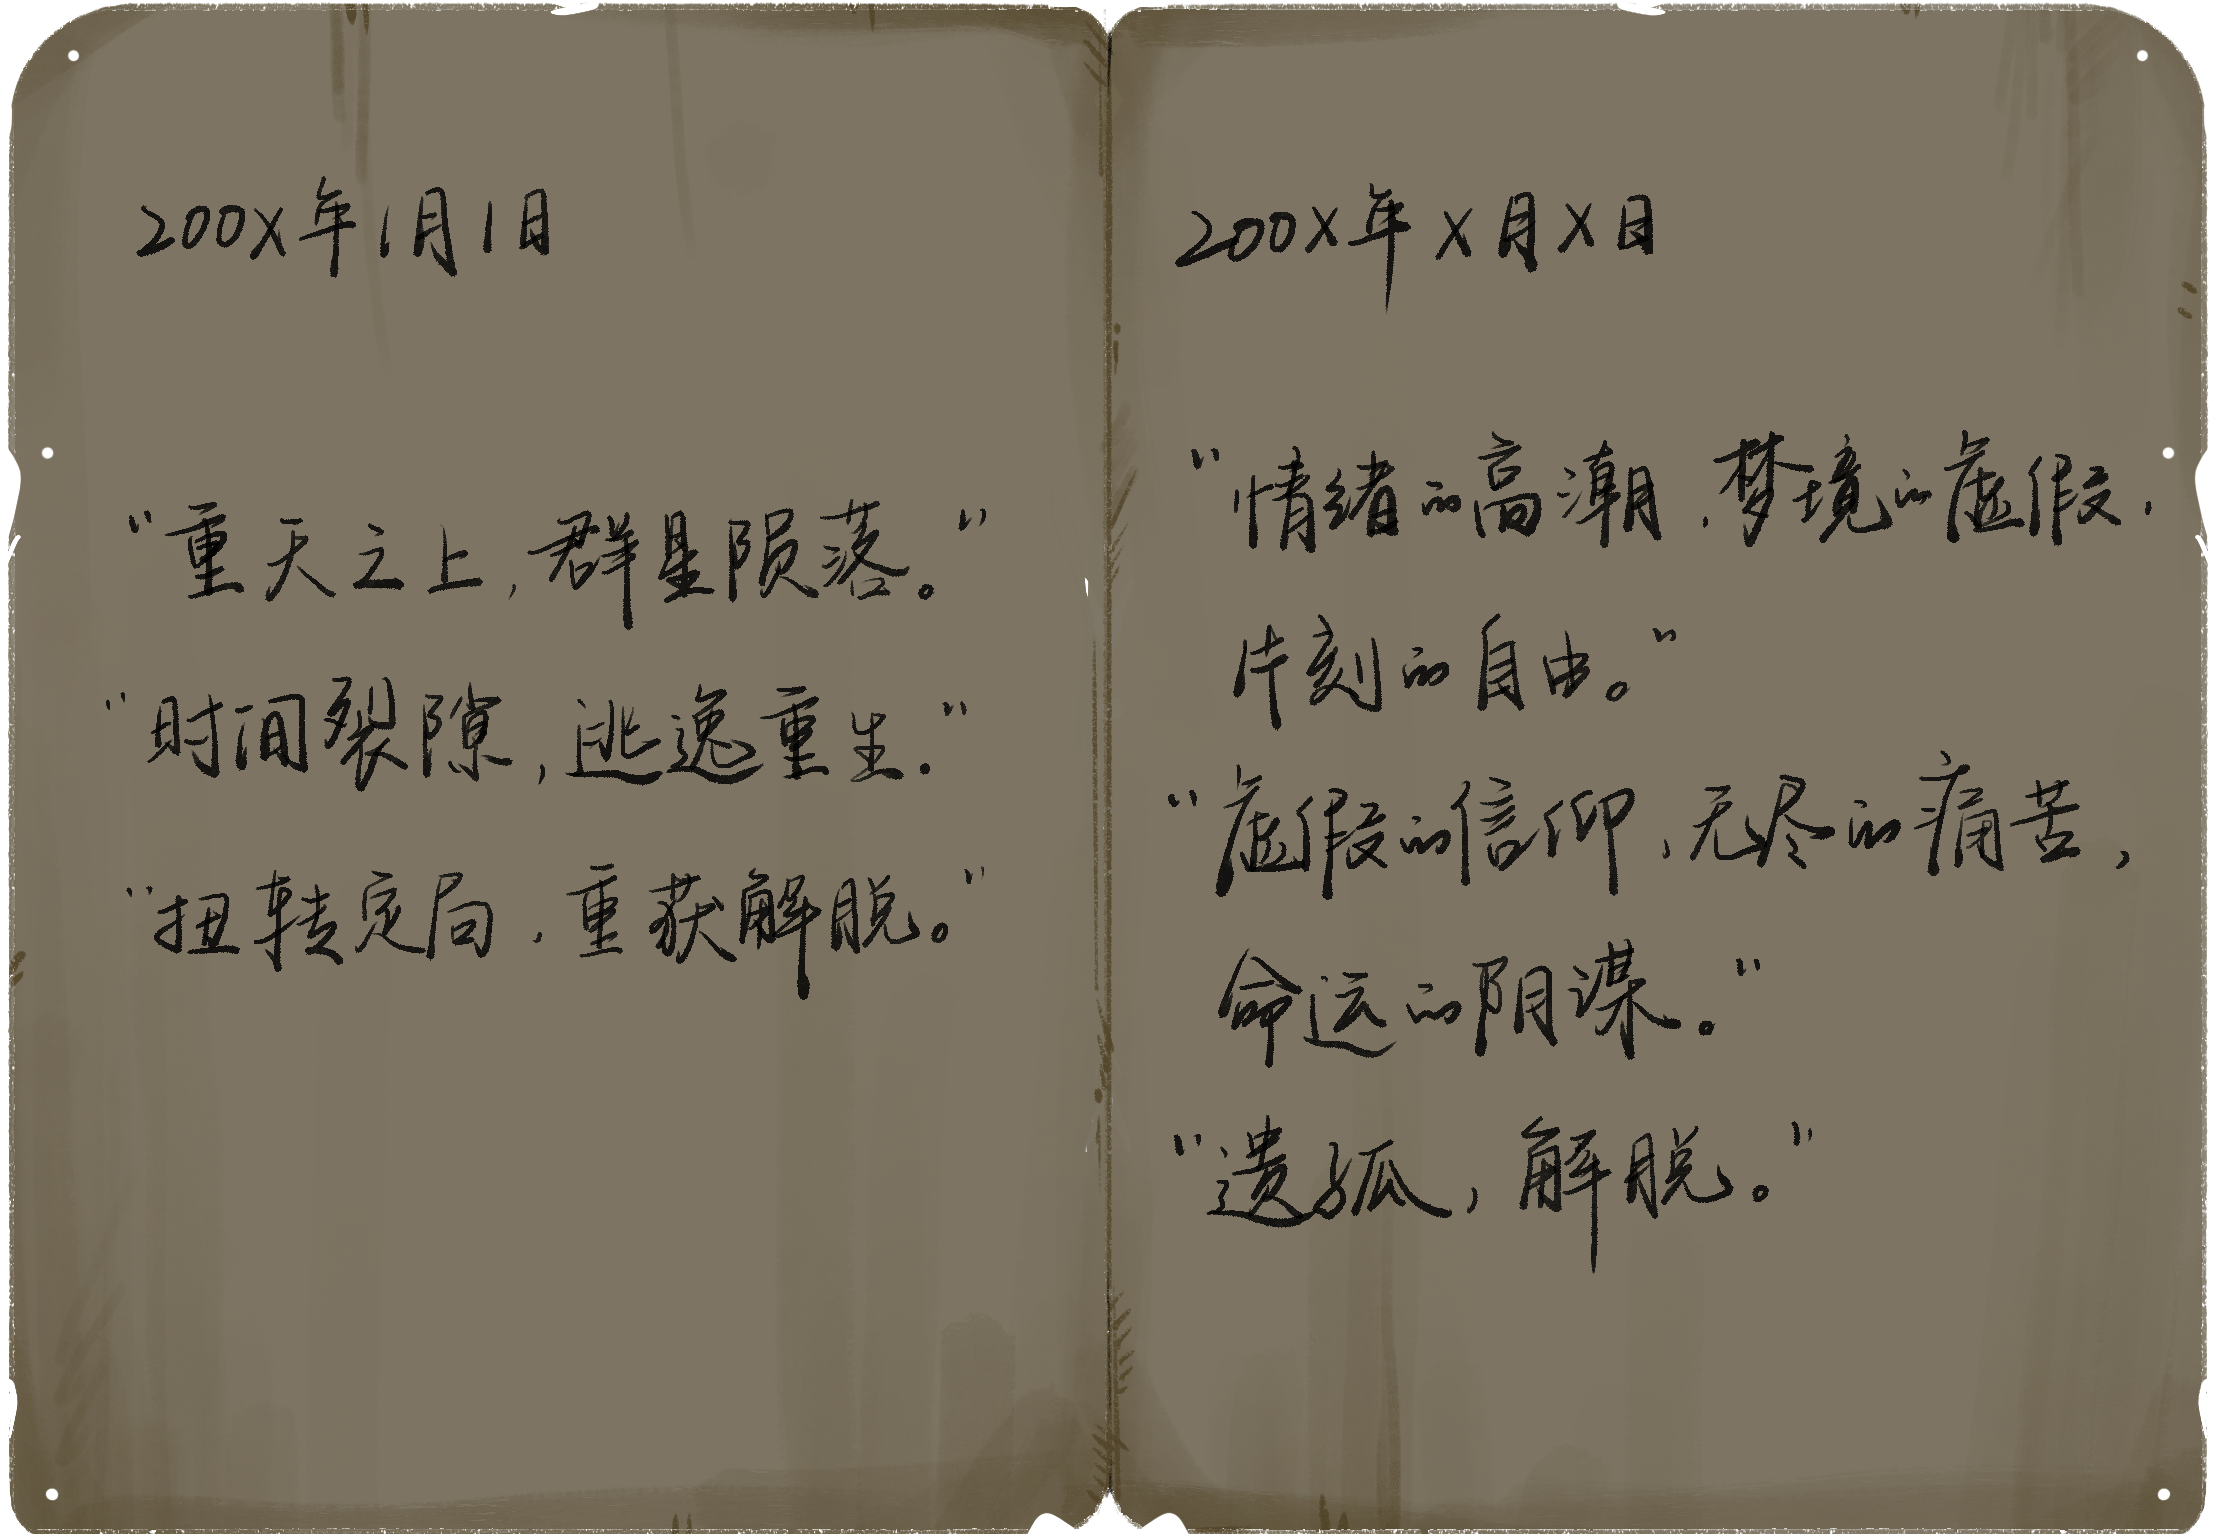 200X年1月1日
“重天之上，群星陨落。”
“时间裂隙，逃逸重生.”
“扭转定局，重获解脱。”
200X年X月X日
“情绪的高潮，梦境的虚假，
片刻的自由。”
“虚假的信仰，无尽的痛苦，
命运的阴谋。”
“遗孤，解脱。”